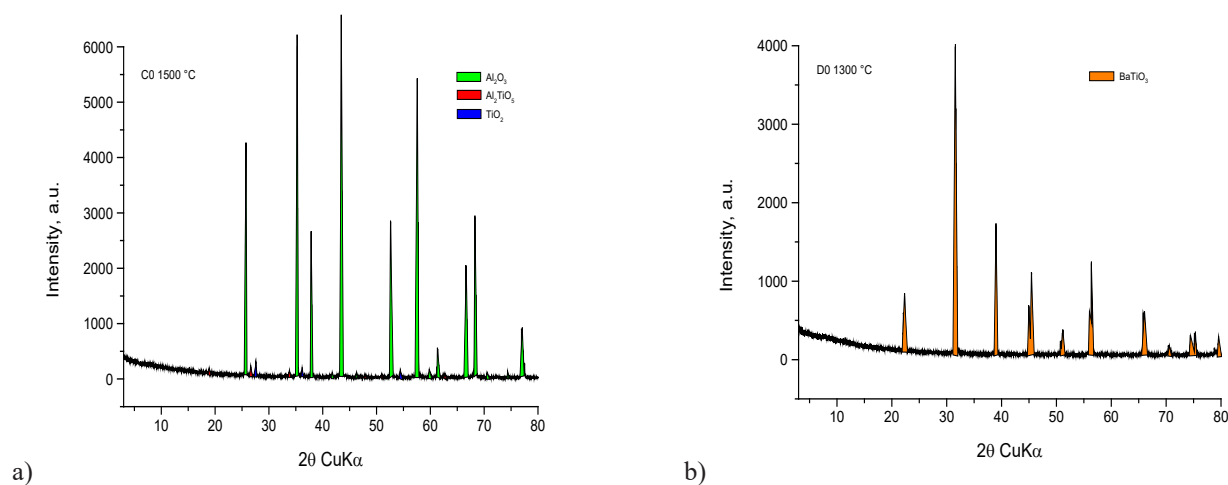 6000
5000
4000
3000
2000
1000
0
10 20 30 40 50 60 70 80
Intensity, a.u.
2θ CuKα
C0 1500 °C
Al₂O₃
Al₂TiO₅
TiO₂
a)
4000
3000
2000
1000
0
10 20 30 40 50 60 70 80
Intensity, a.u.
2θ CuKα
D0 1300 °C
BaTiO₃
b)